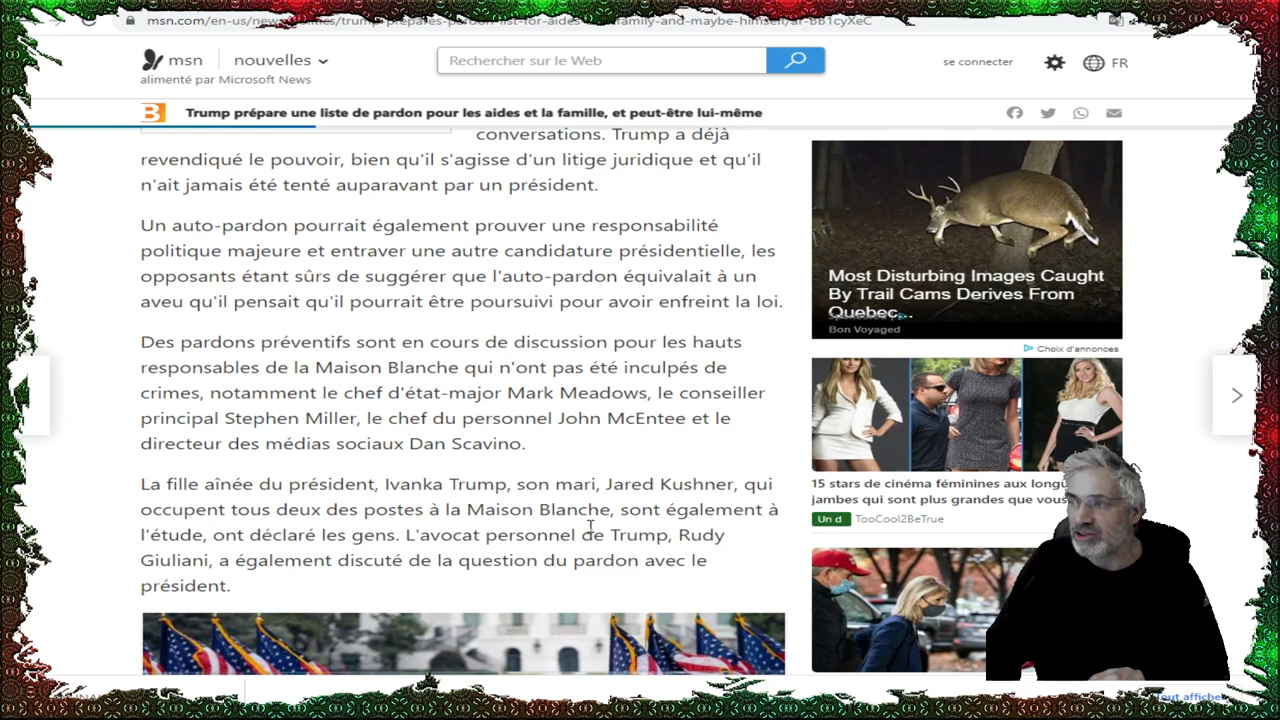 msn.com/en-us/news/politics/trump-prepares-pardon-list-for-aides-and-family-and-maybe-himself/ar-BB1cyXeC
msn nouvelles
Rechercher sur le Web
se connecter
FR
alimenté par Microsoft News
B Trump prépare une liste de pardon pour les aides et la famille, et peut-être lui-même
conversations. Trump a déjà
revendiqué le pouvoir, bien qu'il s'agisse d'un litige juridique et qu'il
n'ait jamais été tenté auparavant par un président.
Un auto-pardon pourrait également prouver une responsabilité
politique majeure et entraver une autre candidature présidentielle, les
opposants étant sûrs de suggérer que l'auto-pardon équivalait à un
aveu qu'il pensait qu'il pourrait être poursuivi pour avoir enfreint la loi.
Des pardons préventifs sont en cours de discussion pour les hauts
responsables de la Maison Blanche qui n'ont pas été inculpés de
crimes, notamment le chef d'état-major Mark Meadows, le conseiller
principal Stephen Miller, le chef du personnel John McEntee et le
directeur des médias sociaux Dan Scavino.
La fille aînée du président, Ivanka Trump, son mari, Jared Kushner, qui
occupent tous deux des postes à la Maison Blanche, sont également à
l'étude, ont déclaré les gens. L'avocat personnel de Trump, Rudy
Giuliani, a également discuté de la question du pardon avec le
président.
Most Disturbing Images Caught
By Trail Cams Derives From
Quebec...
Bon Voyaged
Choix d'annonces
15 stars de cinéma féminines aux
jambes qui sont plus grandes que vous
Un d TooCool2BeTrue